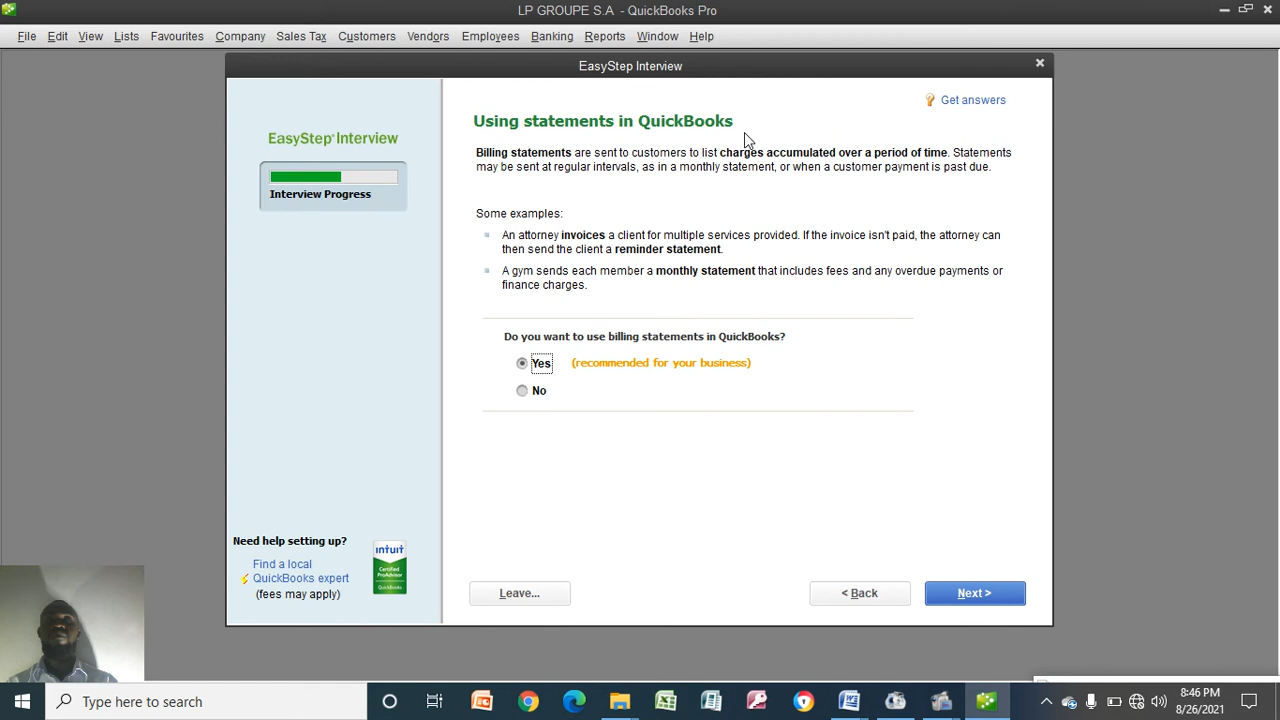 LP GROUPE S.A - QuickBooks Pro
File Edit View Lists Favourites Company Sales Tax Customers Vendors Employees Banking Reports Window Help
EasyStep Interview
Get answers
EasyStep Interview
Interview Progress
Using statements in QuickBooks
Billing statements are sent to customers to list charges accumulated over a period of time. Statements
may be sent at regular intervals, as in a monthly statement, or when a customer payment is past due.
Some examples:
An attorney invoices a client for multiple services provided. If the invoice isn't paid, the attorney can
then send the client a reminder statement.
A gym sends each member a monthly statement that includes fees and any overdue payments or
finance charges.
Do you want to use billing statements in QuickBooks?
Yes (recommended for your business)
No
Need help setting up?
Find a local
QuickBooks expert
(fees may apply)
intuit
Certified
ProAdvisor
QuickBooks
Leave...
< Back
Next >
Type here to search
8:46 PM
8/26/2021